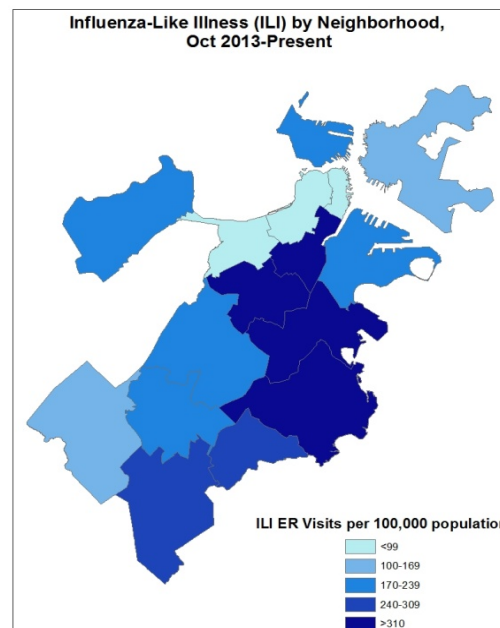 Influenza-Like Illness (ILI) by Neighborhood,
Oct 2013-Present
ILI ER Visits per 100,000 population
<99
100-169
170-239
240-309
>310